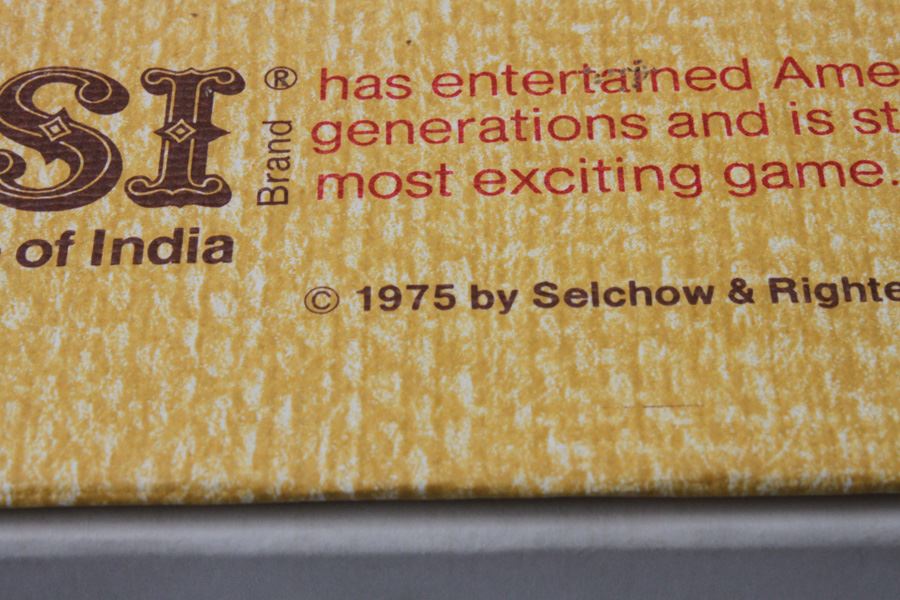 SI ® Brand
of India
has entertained Ame
generations and is st
most exciting game.
© 1975 by Selchow & Righte